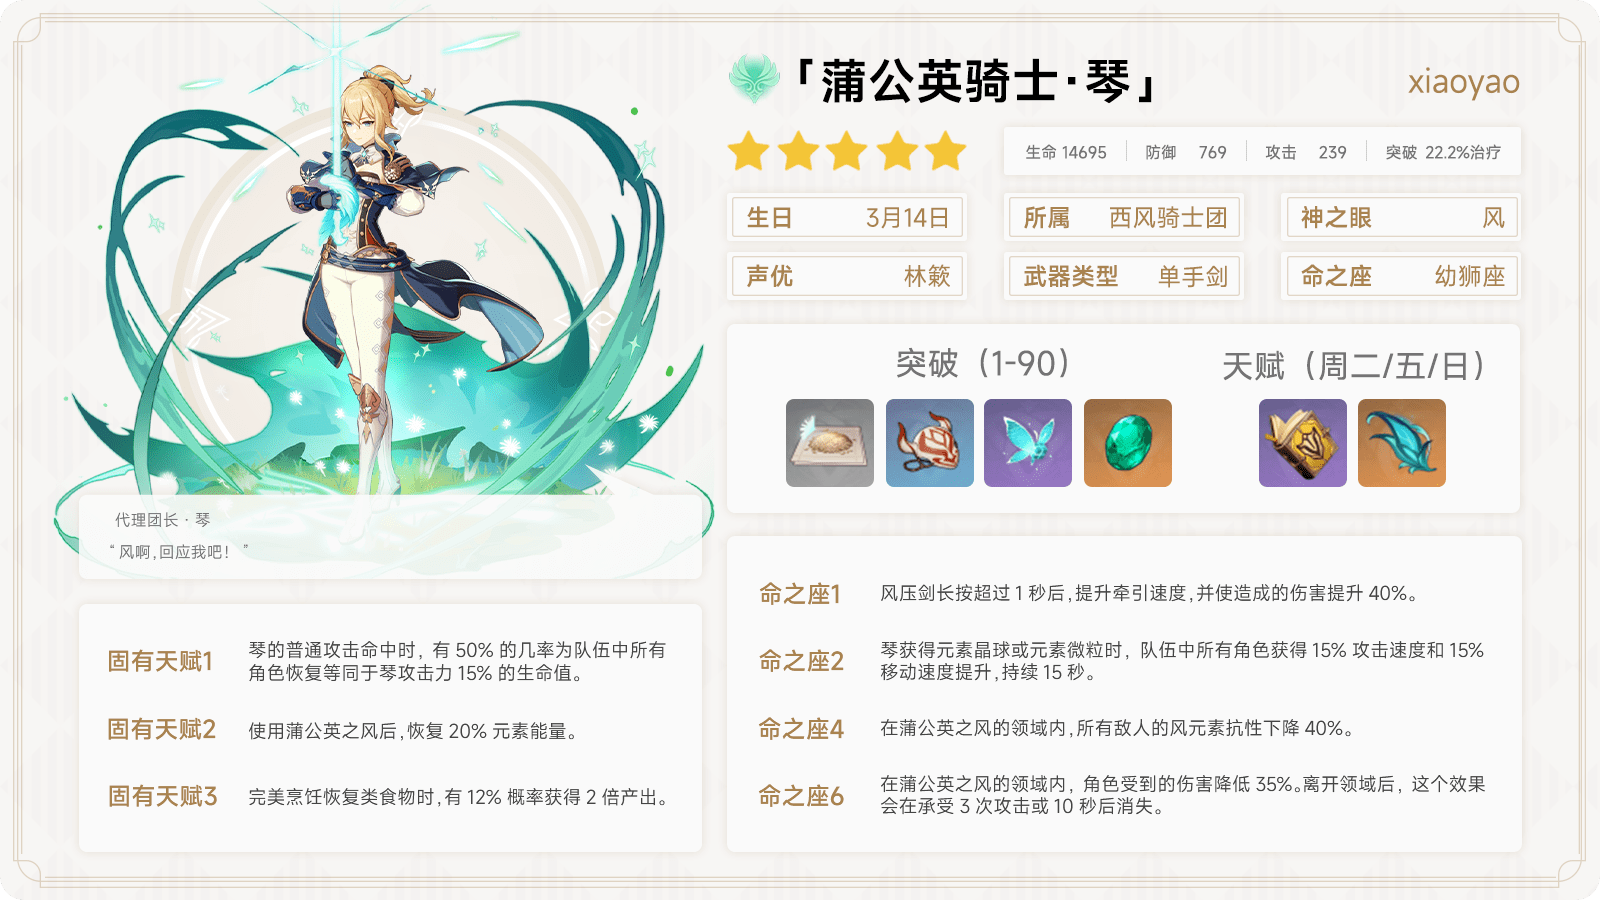 「蒲公英骑士·琴」
xiaoyao
生命 14695 防御 769 攻击 239 突破 22.2%治疗
生日 3月14日 所属 西风骑士团 神之眼 风
声优 林簌 武器类型 单手剑 命之座 幼狮座
突破（1-90） 天赋（周二/五/日）
代理团长 · 琴
“ 风啊,回应我吧！ ”
固有天赋1
琴的普通攻击命中时, 有 50% 的几率为队伍中所有
角色恢复等同于琴攻击力 15% 的生命值。
固有天赋2
使用蒲公英之风后,恢复 20% 元素能量。
固有天赋3
完美烹饪恢复类食物时,有 12% 概率获得 2 倍产出。
命之座1
风压剑长按超过 1 秒后,提升牵引速度,并使造成的伤害提升 40%。
命之座2
琴获得元素晶球或元素微粒时, 队伍中所有角色获得 15% 攻击速度和 15%
移动速度提升,持续 15 秒。
命之座4
在蒲公英之风的领域内,所有敌人的风元素抗性下降 40%。
命之座6
在蒲公英之风的领域内, 角色受到的伤害降低 35%。离开领域后, 这个效果
会在承受 3 次攻击或 10 秒后消失。